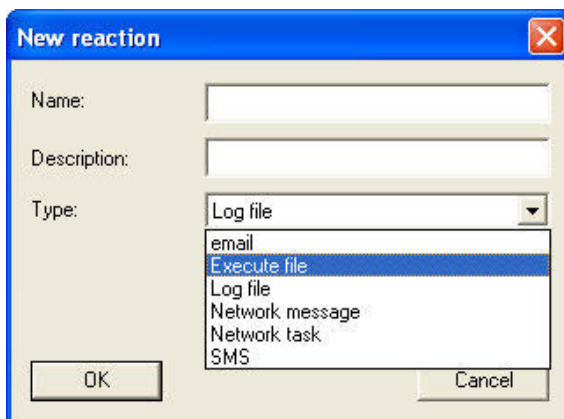 New reaction
Name:
Description:
Type:
Log file
email
Execute file
Log file
Network message
Network task
SMS
OK
Cancel